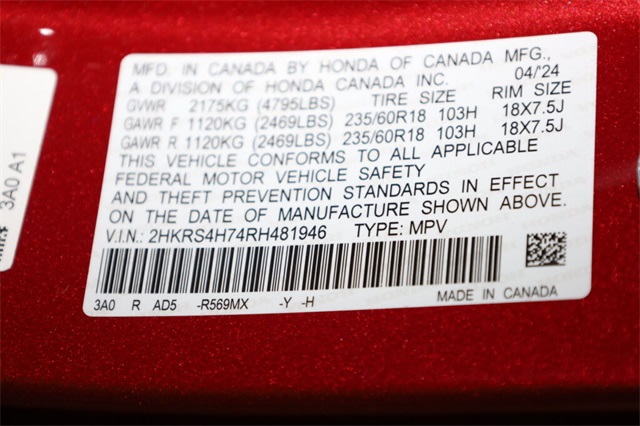 MFD. IN CANADA BY HONDA OF CANADA MFG.,
A DIVISION OF HONDA CANADA INC. 04/'24
GVWR 2175KG (4795LBS) TIRE SIZE RIM SIZE
GAWR F 1120KG (2469LBS) 235/60R18 103H 18X7.5J
GAWR R 1120KG (2469LBS) 235/60R18 103H 18X7.5J
THIS VEHICLE CONFORMS TO ALL APPLICABLE
FEDERAL MOTOR VEHICLE SAFETY
AND THEFT PREVENTION STANDARDS IN EFFECT
ON THE DATE OF MANUFACTURE SHOWN ABOVE.
V.I.N.: 2HKRS4H74RH481946 TYPE: MPV
3A0 R AD5 -R569MX -Y -H MADE IN CANADA
3A0 A1